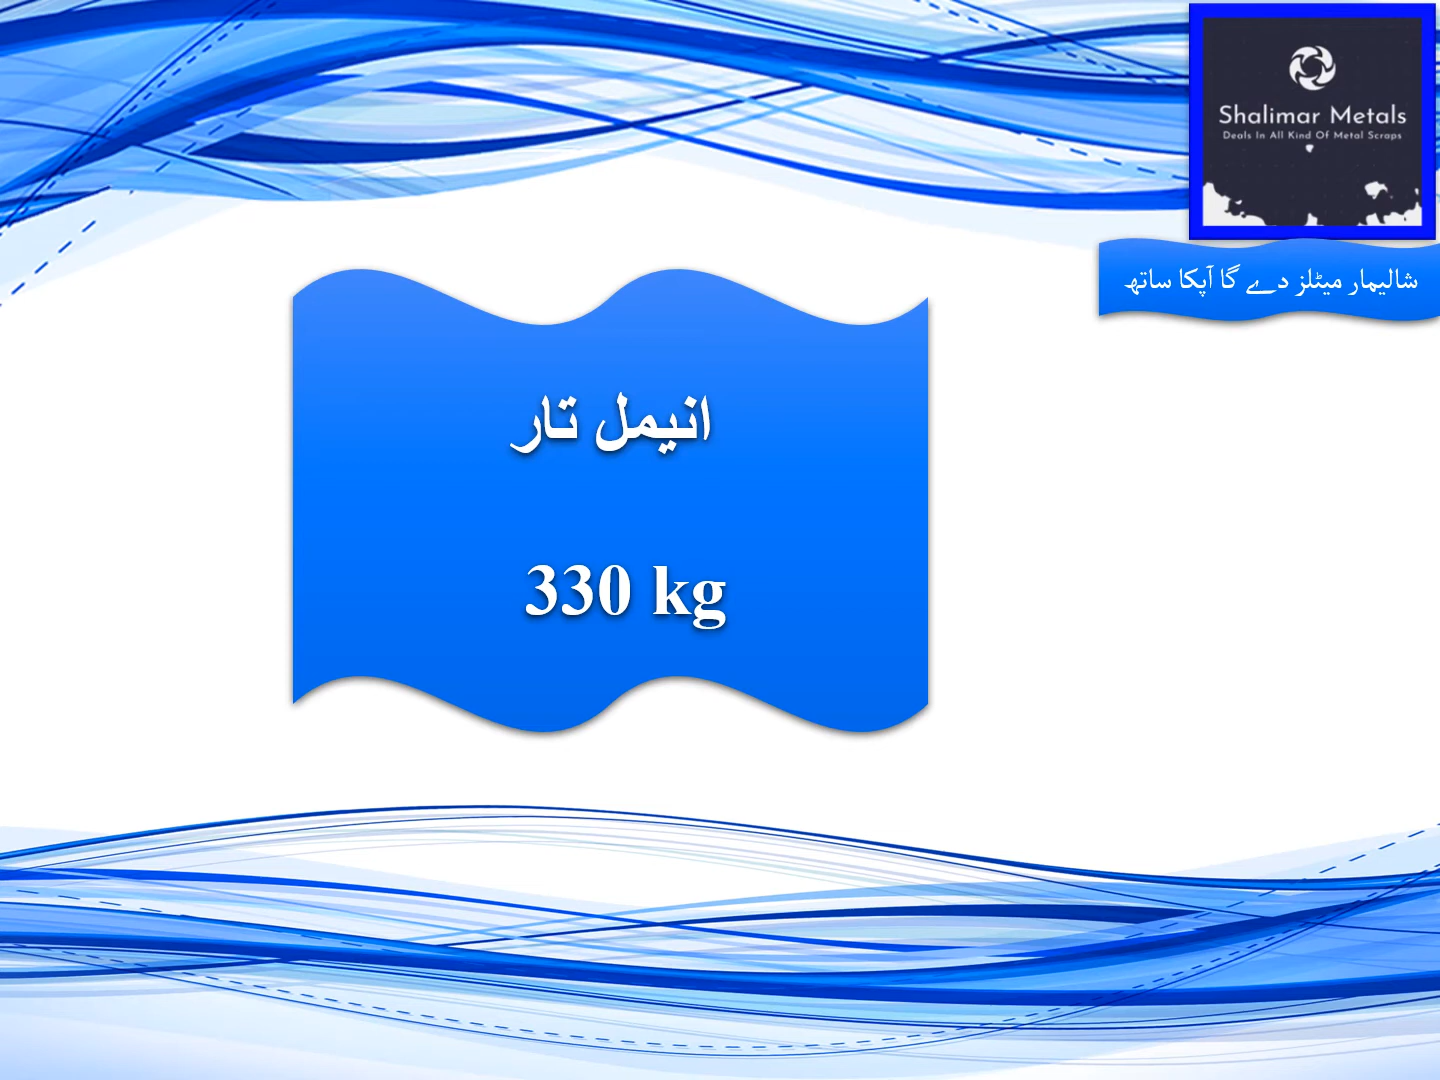 Shalimar Metals
Deals In All Kind Of Metal Scraps
شالیمار میٹلز دے گا آپکا ساتھ
انیمل تار
330 kg